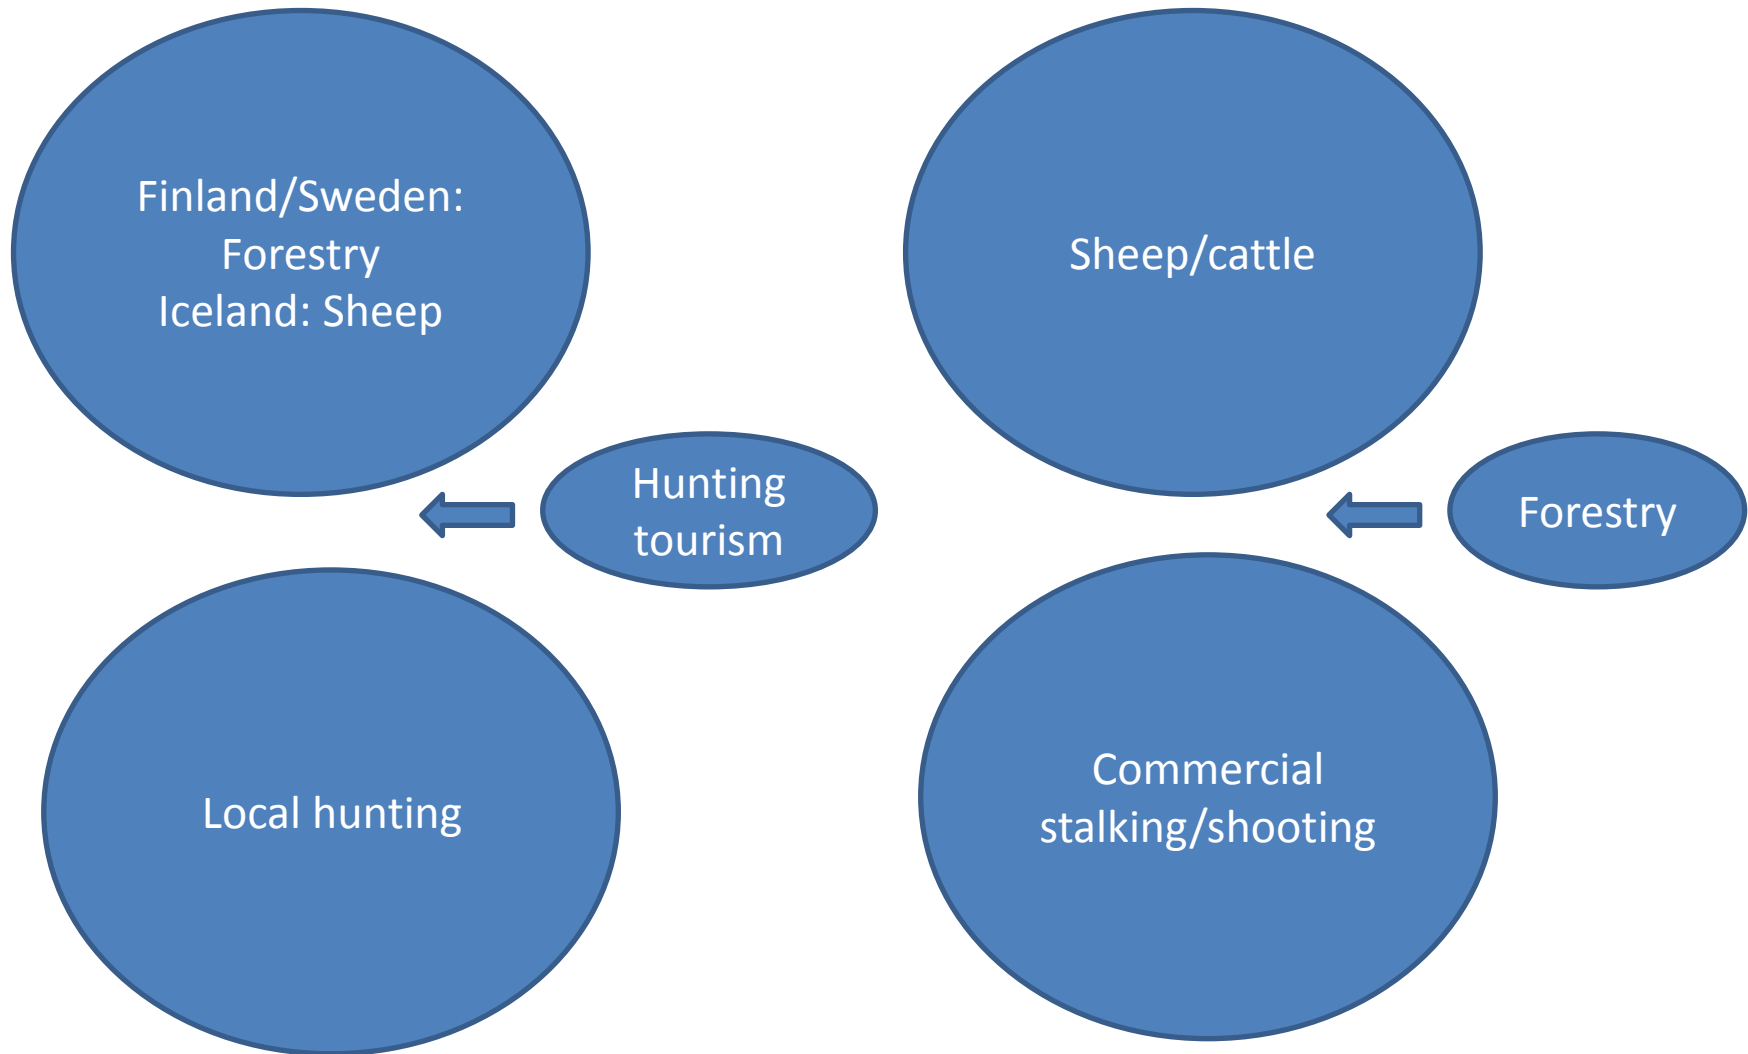 Finland/Sweden:
Forestry
Iceland: Sheep
Hunting
tourism
Local hunting
Sheep/cattle
Forestry
Commercial
stalking/shooting